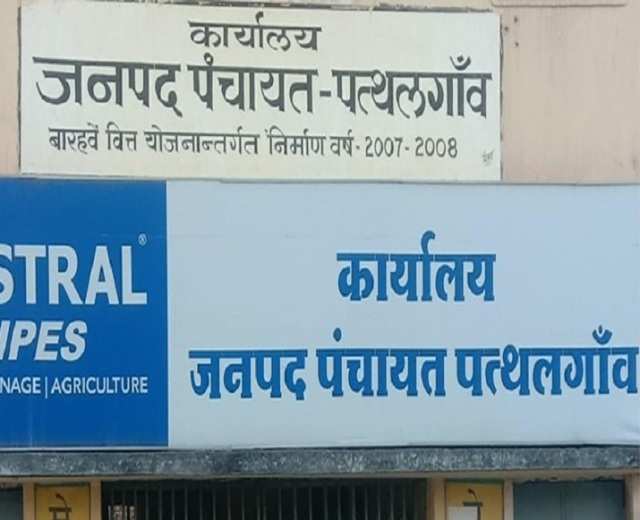 कार्यालय
जनपद पंचायत-पत्थलगाँव
बारहवें वित्त योजनान्तर्गत निर्माण वर्ष-2007-2008
STRAL®
IPES
NAGE | AGRICULTURE
कार्यालय
जनपद पंचायत पत्थलगाँव